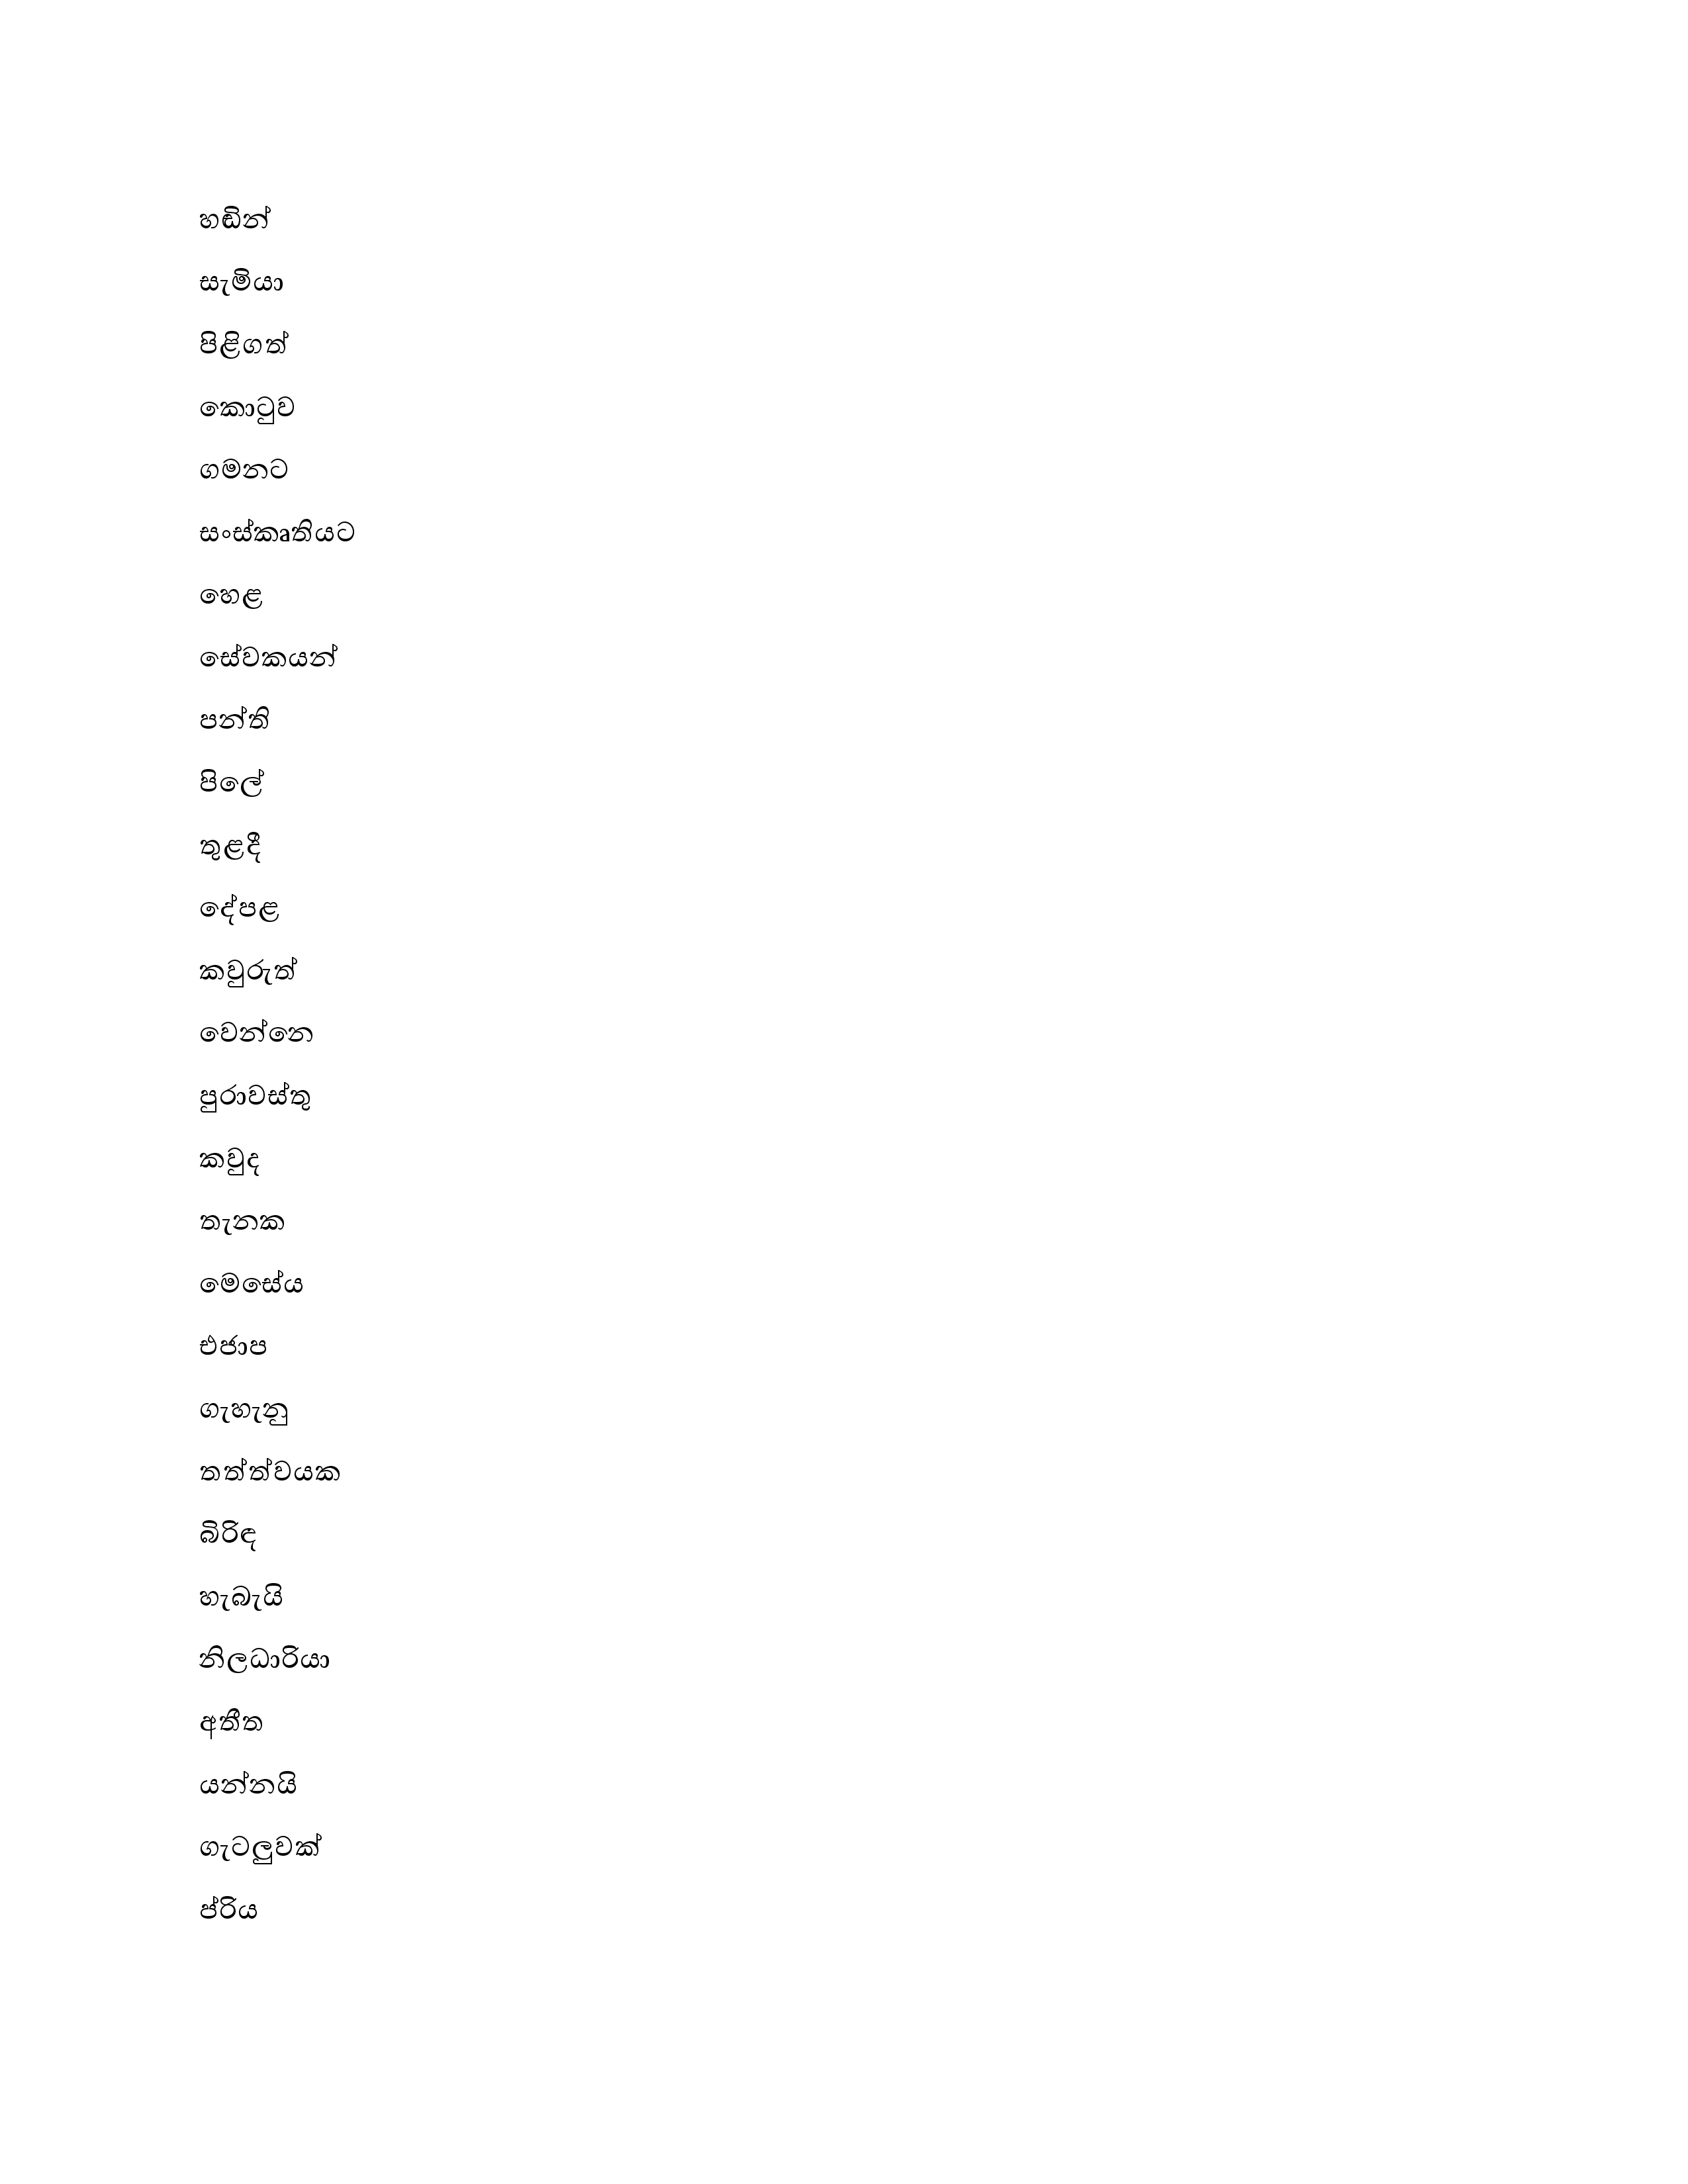 හඬින්
සැමියා
පිළිගත්
කොටුව
ගමනට
සංස්කෘතියට
හෙළ
සේවකයන්
පන්ති
පිලේ
තුළදී
දේපළ
කවුරුත්
වෙන්නෙ
පුරාවස්තු
කවුද
තැනක
මෙසේය
එජාප
ගැහැනු
තත්ත්වයක
බිරිඳ
හැබැයි
නිලධාරියා
අතීත
යන්නයි
ගැටලුවක්
ප්රිය